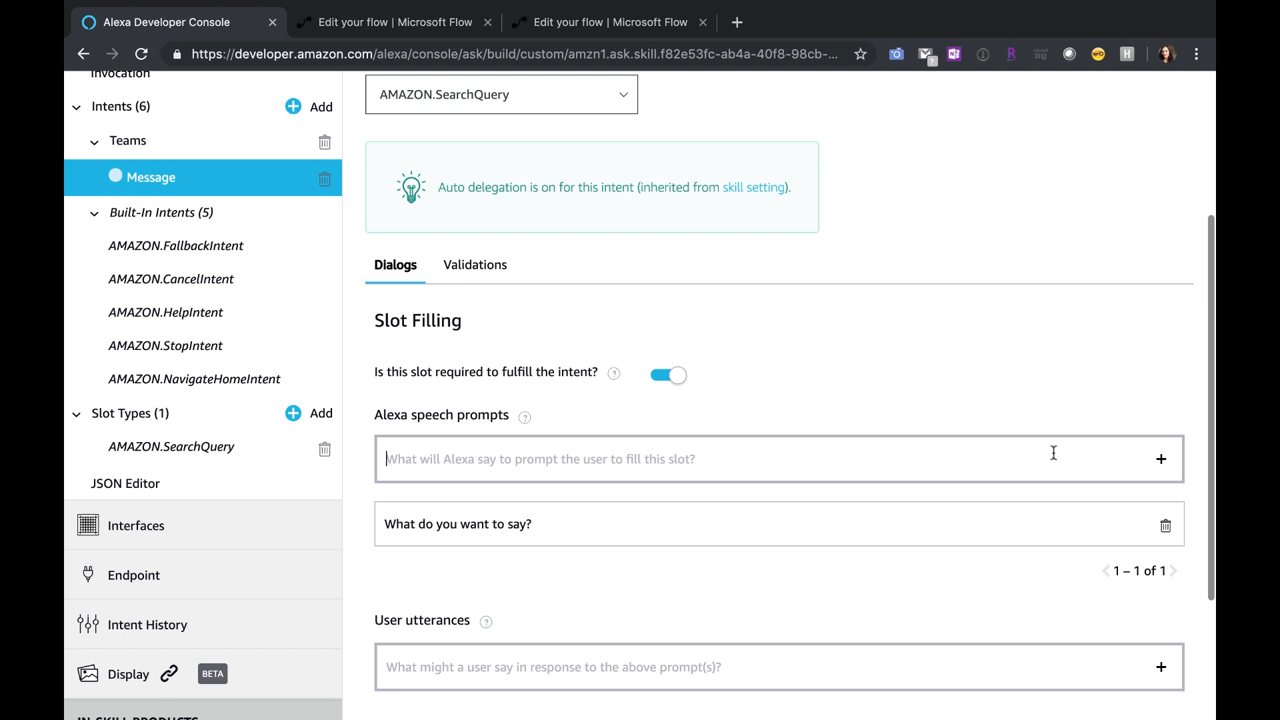 Alexa Developer Console
Edit your flow | Microsoft Flow
Edit your flow | Microsoft Flow
https://developer.amazon.com/alexa/console/ask/build/custom/amzn1.ask.skill.f82e53fc-ab4a-40f8-98cb-...
Invocation
Intents (6)
Add
Teams
Message
Built-In Intents (5)
AMAZON.FallbackIntent
AMAZON.CancelIntent
AMAZON.HelpIntent
AMAZON.StopIntent
AMAZON.NavigateHomeIntent
Slot Types (1)
Add
AMAZON.SearchQuery
JSON Editor
Interfaces
Endpoint
Intent History
Display
BETA
IN-SKILL PRODUCTS
AMAZON.SearchQuery
Auto delegation is on for this intent (inherited from skill setting).
Dialogs
Validations
Slot Filling
Is this slot required to fulfill the intent? ?
Alexa speech prompts ?
What will Alexa say to prompt the user to fill this slot?
What do you want to say?
1 – 1 of 1
User utterances ?
What might a user say in response to the above prompt(s)?